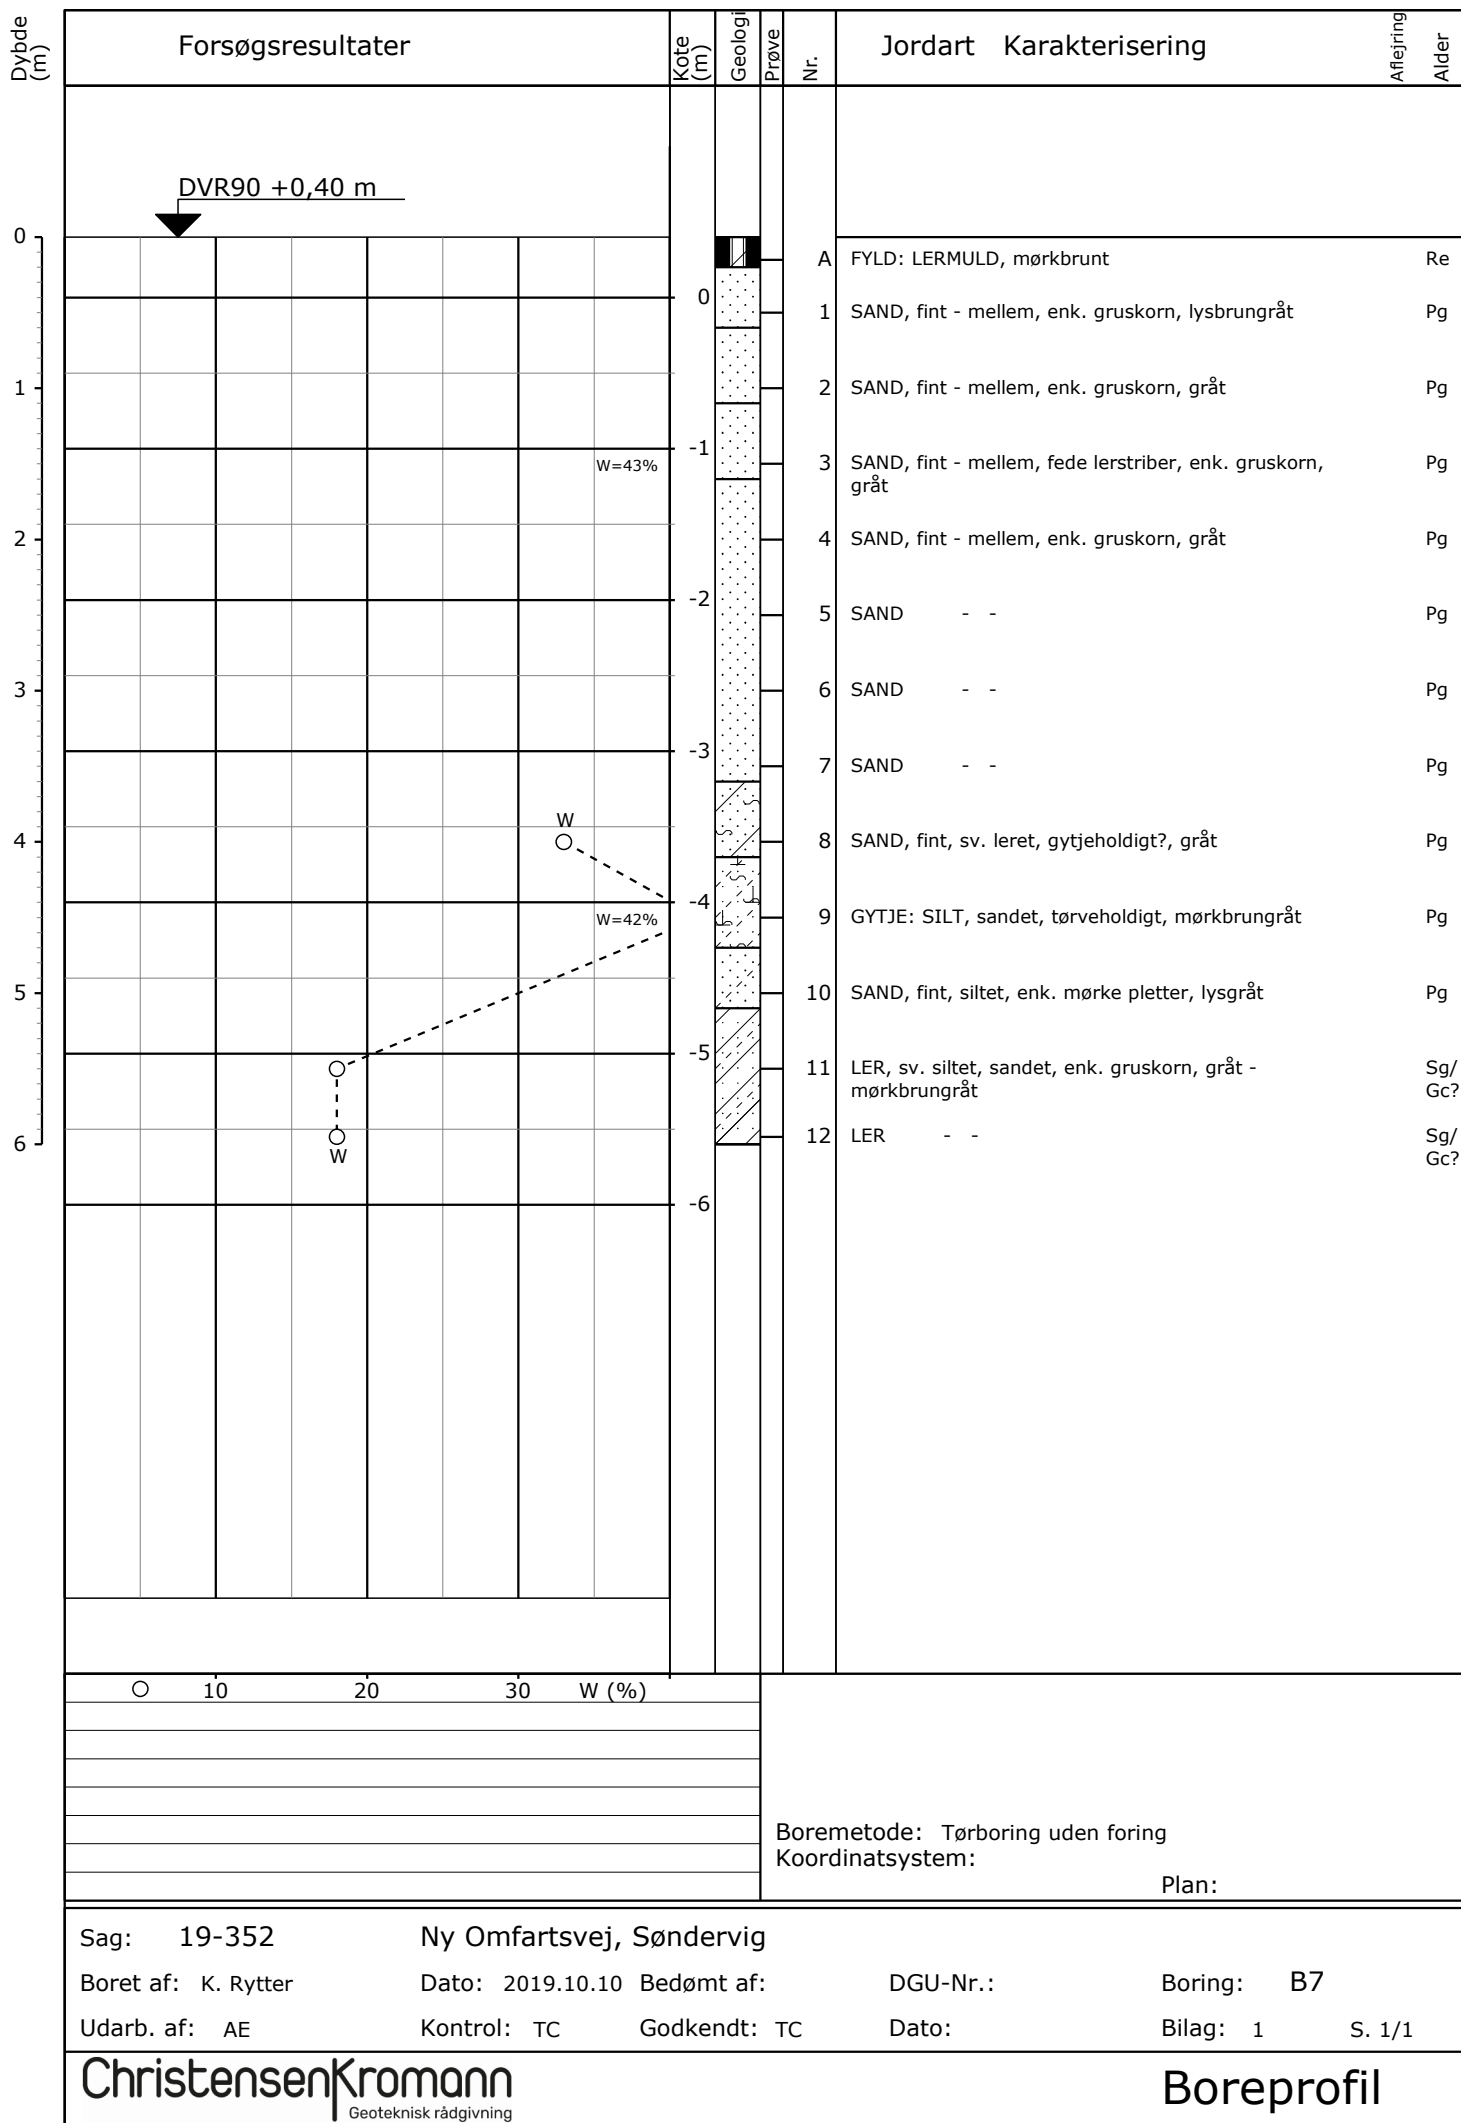 Dybde (m)
Forsøgsresultater
Kote (m)
Geologi
Prøve
Nr.
Jordart Karakterisering
Aflejring
Alder
DVR90 +0,40 m
0
A FYLD: LERMULD, mørkbrunt Re
0
1 SAND, fint - mellem, enk. gruskorn, lysbrungråt Pg
1
2 SAND, fint - mellem, enk. gruskorn, gråt Pg
-1
W=43%
3 SAND, fint - mellem, fede lerstriber, enk. gruskorn, Pg
gråt
2
4 SAND, fint - mellem, enk. gruskorn, gråt Pg
-2
5 SAND - - Pg
3
6 SAND - - Pg
-3
7 SAND - - Pg
W
4
8 SAND, fint, sv. leret, gytjeholdigt?, gråt Pg
-4
W=42%
9 GYTJE: SILT, sandet, tørveholdigt, mørkbrungråt Pg
5
10 SAND, fint, siltet, enk. mørke pletter, lysgråt Pg
-5
11 LER, sv. siltet, sandet, enk. gruskorn, gråt - Sg/
mørkbrungråt Gc?
6
12 LER - - Sg/
W
Gc?
-6
10 20 30 W (%)
Boremetode: Tørboring uden foring
Koordinatsystem:
Plan:
Sag: 19-352 Ny Omfartsvej, Søndervig
Boret af: K. Rytter Dato: 2019.10.10 Bedømt af: DGU-Nr.: Boring: B7
Udarb. af: AE Kontrol: TC Godkendt: TC Dato: Bilag: 1 S. 1/1
ChristensenKromann
Geoteknisk rådgivning
Boreprofil